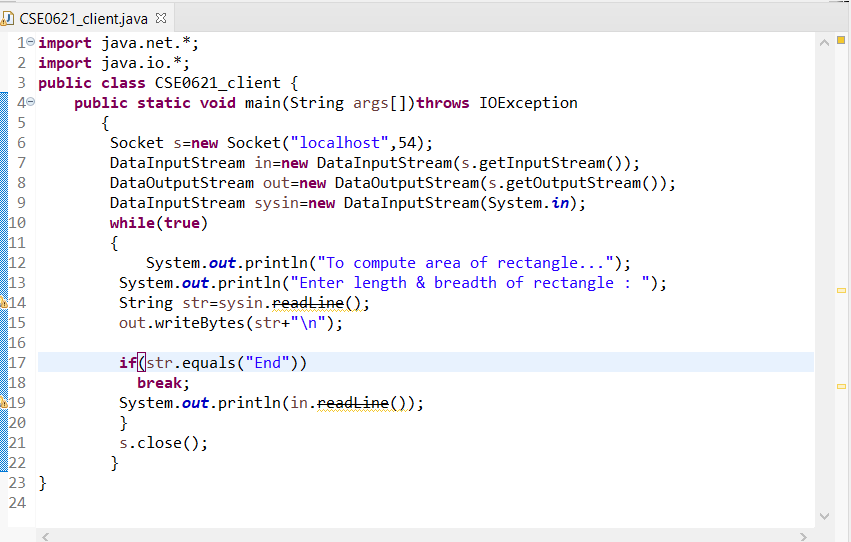 CSE0621_client.java
1 import java.net.*;
2 import java.io.*;
3 public class CSE0621_client {
4 public static void main(String args[])throws IOException
5 {
6 Socket s=new Socket("localhost",54);
7 DataInputStream in=new DataInputStream(s.getInputStream());
8 DataOutputStream out=new DataOutputStream(s.getOutputStream());
9 DataInputStream sysin=new DataInputStream(System.in);
10 while(true)
11 {
12 System.out.println("To compute area of rectangle...");
13 System.out.println("Enter length & breadth of rectangle : ");
14 String str=sysin.readLine();
15 out.writeBytes(str+"\n");
16
17 if(str.equals("End"))
18 break;
19 System.out.println(in.readLine());
20 }
21 s.close();
22 }
23 }
24